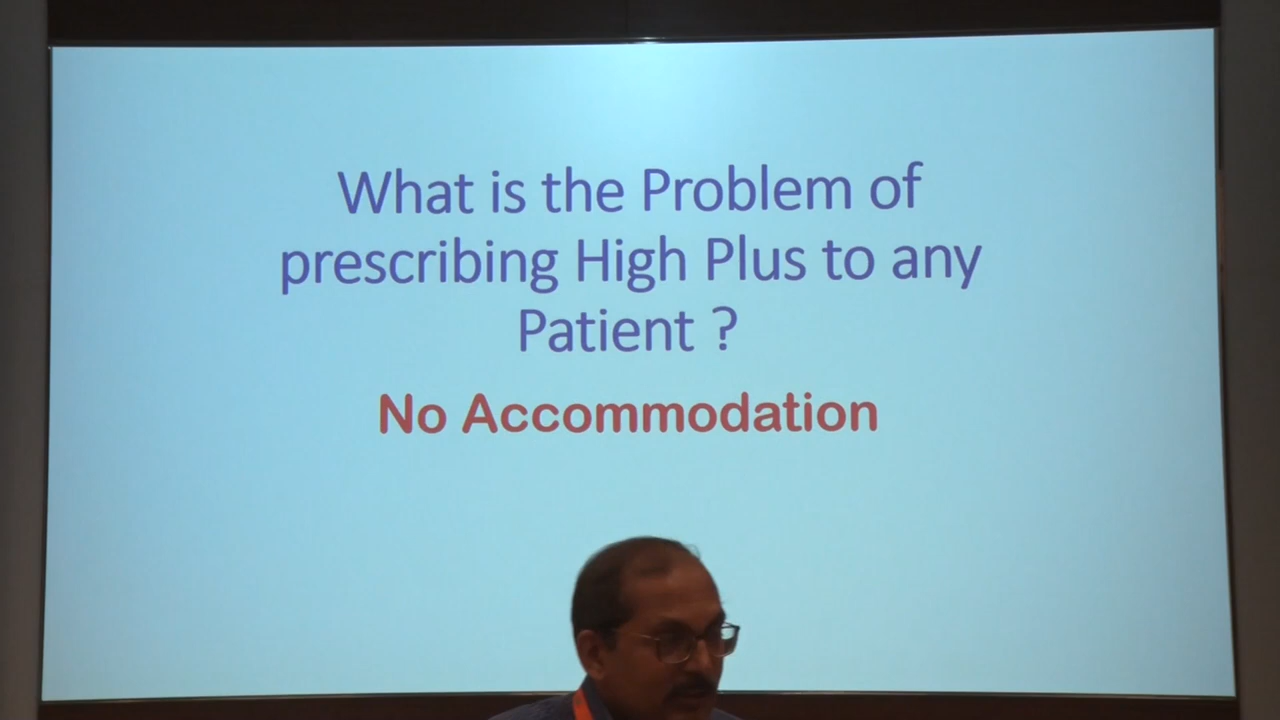 What is the Problem of
prescribing High Plus to any
Patient ?
No Accommodation